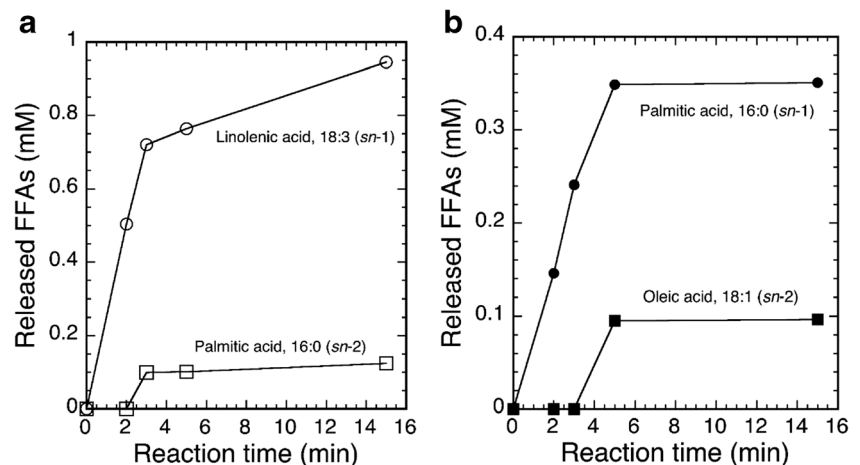 a
Released FFAs (mM)
1
0.8
0.6
0.4
0.2
0
Linolenic acid, 18:3 (sn-1)
Palmitic acid, 16:0 (sn-2)
0 2 4 6 8 10 12 14 16
Reaction time (min)
b
Released FFAs (mM)
0.4
0.3
0.2
0.1
0
Palmitic acid, 16:0 (sn-1)
Oleic acid, 18:1 (sn-2)
0 2 4 6 8 10 12 14 16
Reaction time (min)